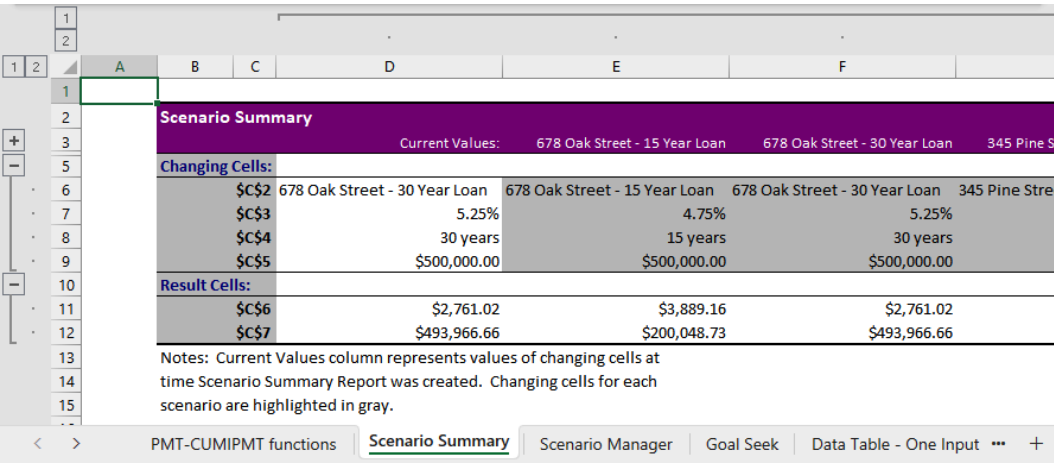 1
2
1 2 A B C D E F
1
2 Scenario Summary
3 Current Values: 678 Oak Street - 15 Year Loan 678 Oak Street - 30 Year Loan 345 Pine S
5 Changing Cells:
6 $C$2 678 Oak Street - 30 Year Loan 678 Oak Street - 15 Year Loan 678 Oak Street - 30 Year Loan 345 Pine Stre
7 $C$3 5.25% 4.75% 5.25%
8 $C$4 30 years 15 years 30 years
9 $C$5 $500,000.00 $500,000.00 $500,000.00
10 Result Cells:
11 $C$6 $2,761.02 $3,889.16 $2,761.02
12 $C$7 $493,966.66 $200,048.73 $493,966.66
13 Notes: Current Values column represents values of changing cells at
14 time Scenario Summary Report was created. Changing cells for each
15 scenario are highlighted in gray.
PMT-CUMIPMT functions Scenario Summary Scenario Manager Goal Seek Data Table - One Input